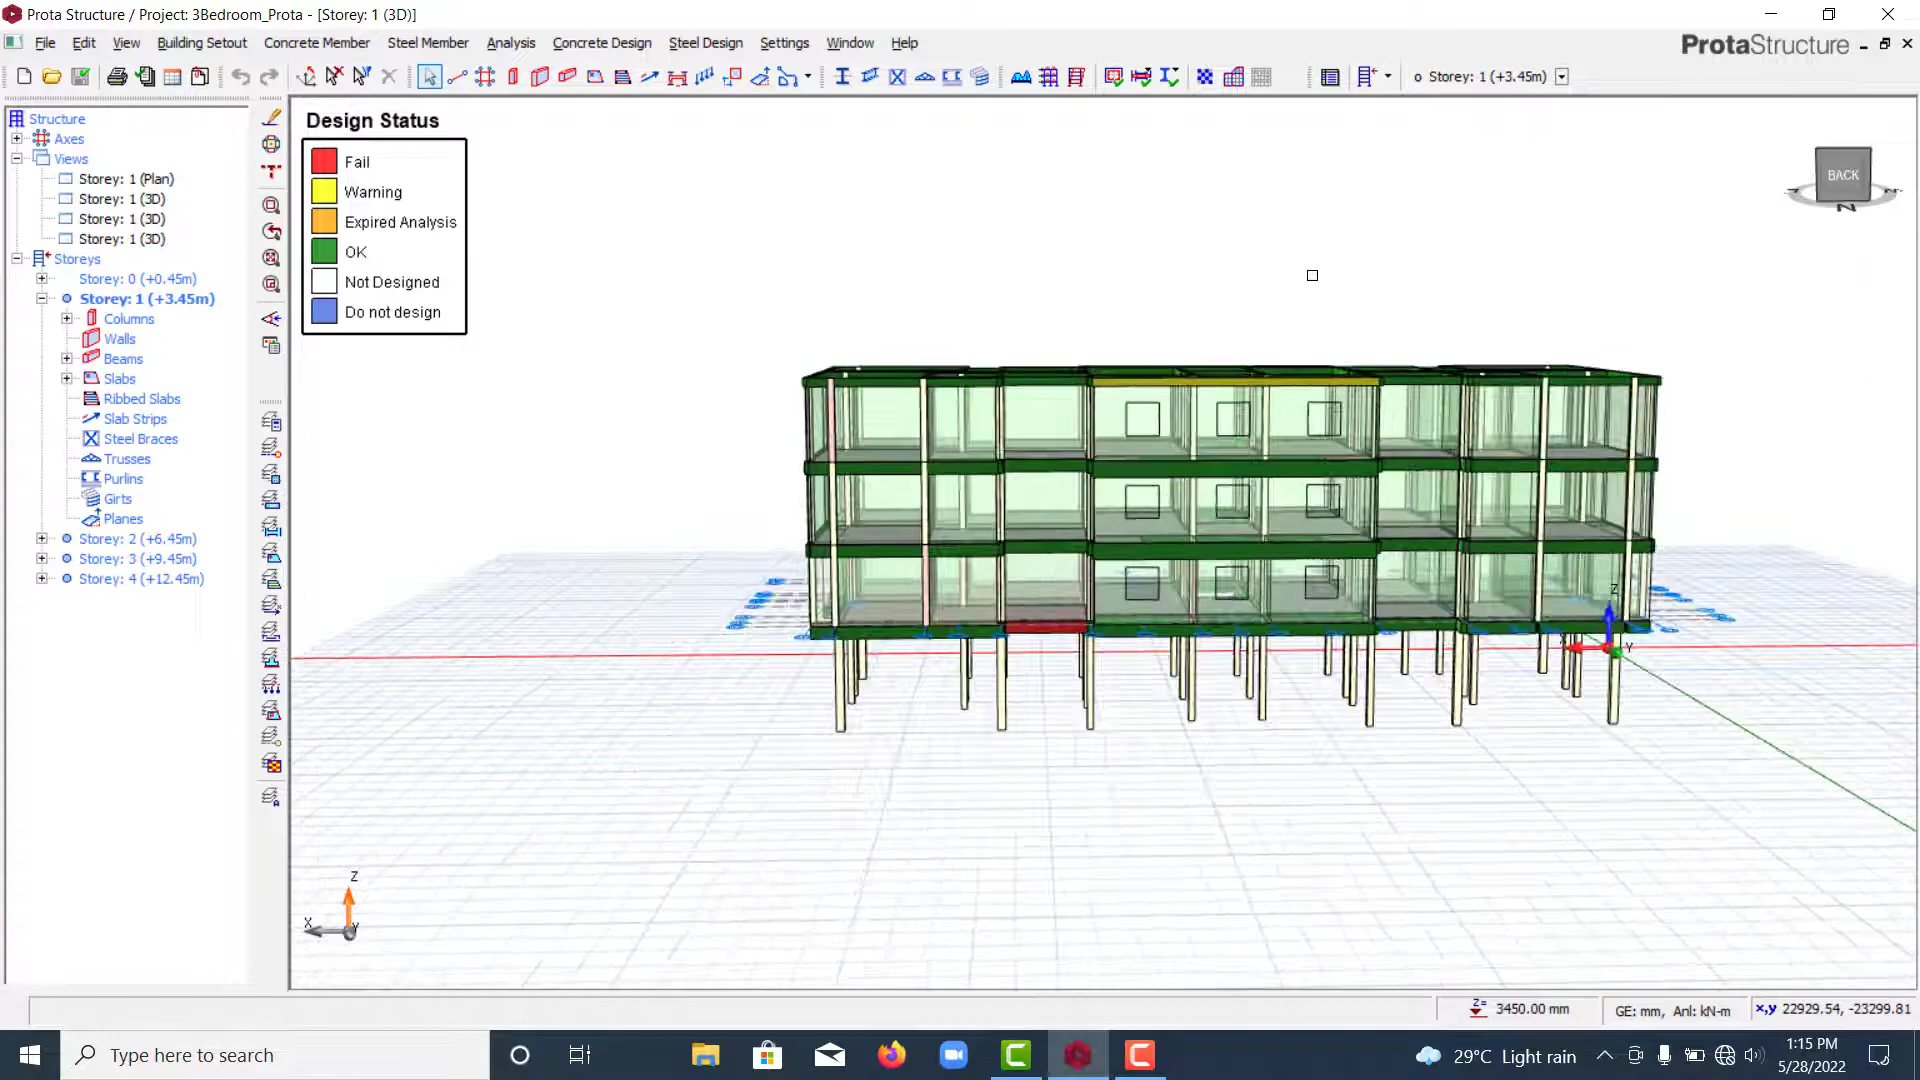 Prota Structure / Project: 3Bedroom_Prota - [Storey: 1 (3D)]
File Edit View Building Setout Concrete Member Steel Member Analysis Concrete Design Steel Design Settings Window Help
ProtaStructure
Storey: 1 (+3.45m)
Structure
Axes
Views
Storey: 1 (Plan)
Storey: 1 (3D)
Storey: 1 (3D)
Storey: 1 (3D)
Storeys
Storey: 0 (+0.45m)
Storey: 1 (+3.45m)
Columns
Walls
Beams
Slabs
Ribbed Slabs
Slab Strips
Steel Braces
Trusses
Purlins
Girts
Planes
Storey: 2 (+6.45m)
Storey: 3 (+9.45m)
Storey: 4 (+12.45m)
Design Status
Fail
Warning
Expired Analysis
OK
Not Designed
Do not design
BACK
N
Z
X
Y
Z
X
Y
Z= 3450.00 mm
GE: mm, Anl: kN-m
x,y 22929.54, -23299.81
Type here to search
29°C Light rain
1:15 PM
5/28/2022